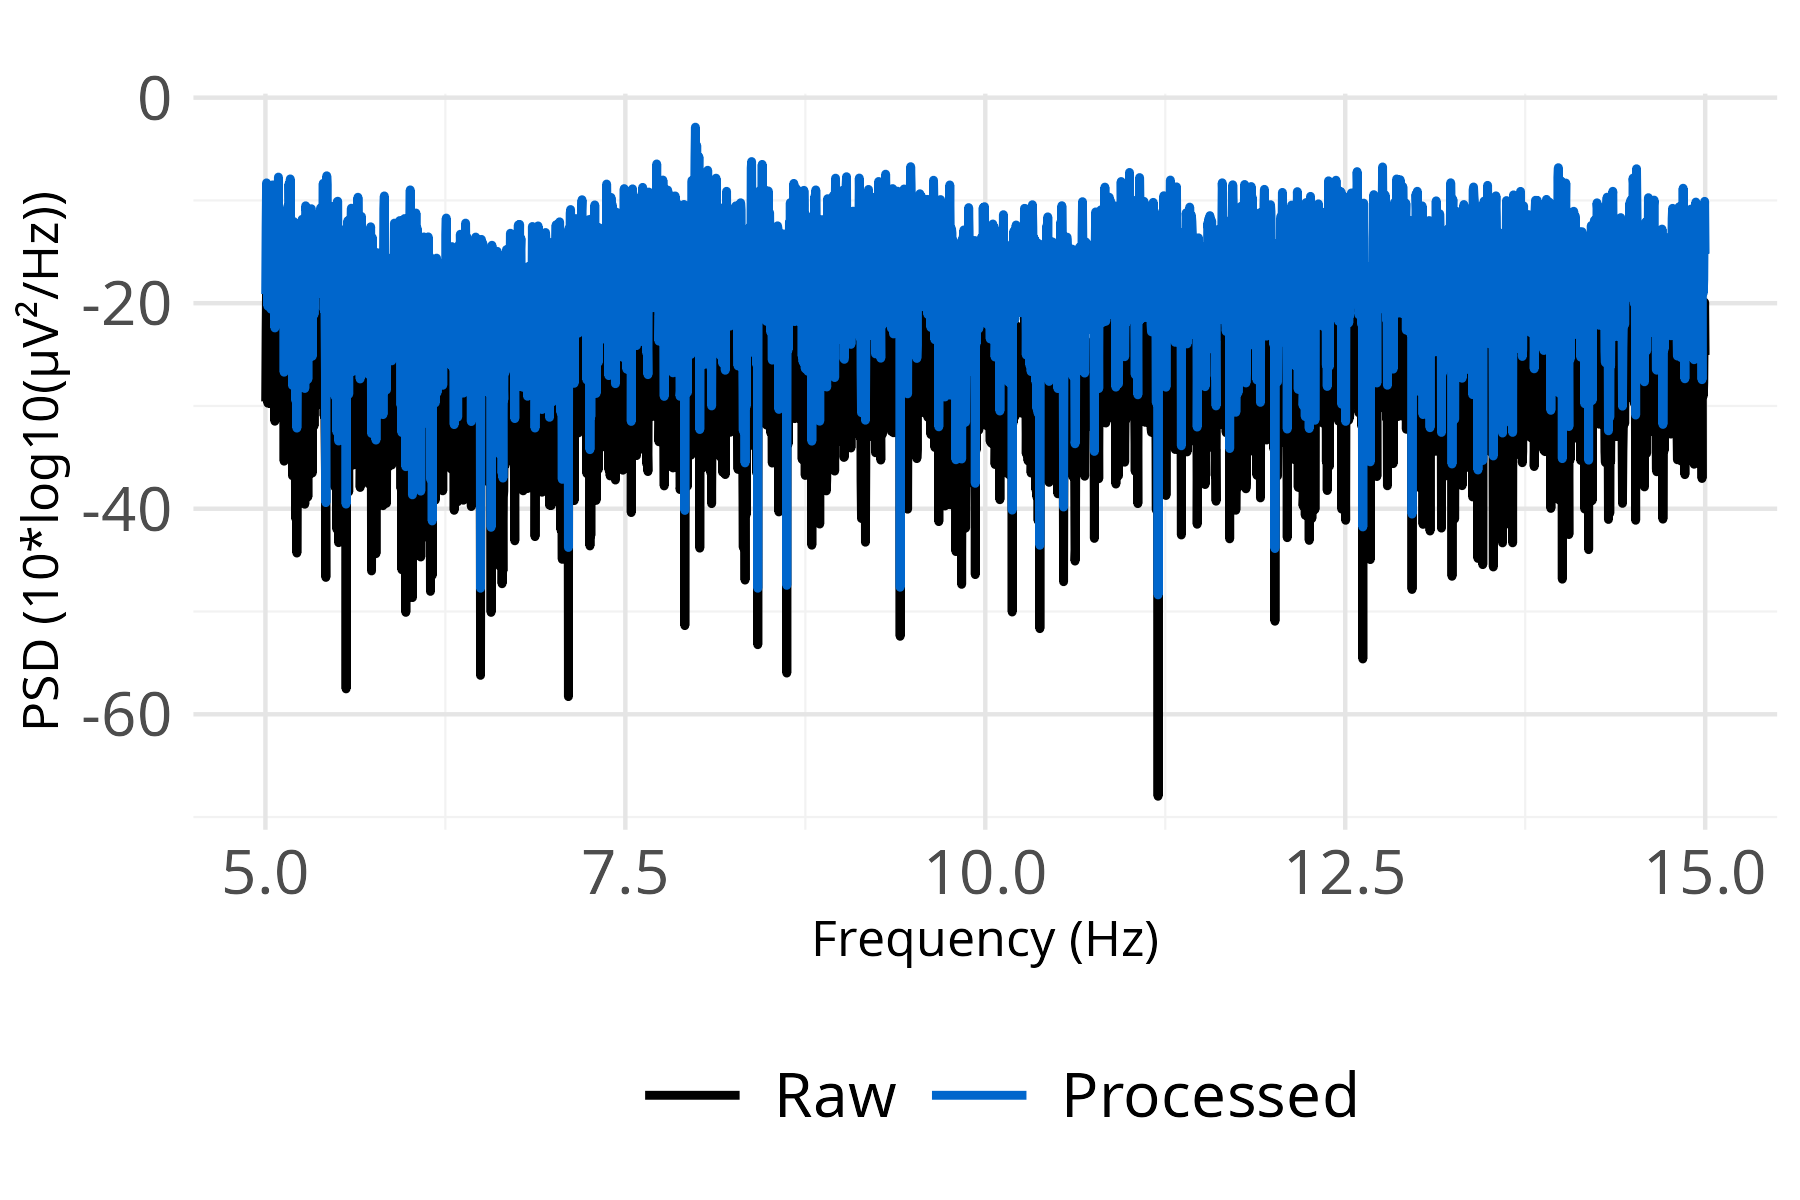 PSD (10*log10(μV²/Hz))
0
-20
-40
-60
5.0 7.5 10.0 12.5 15.0
Frequency (Hz)
Raw Processed